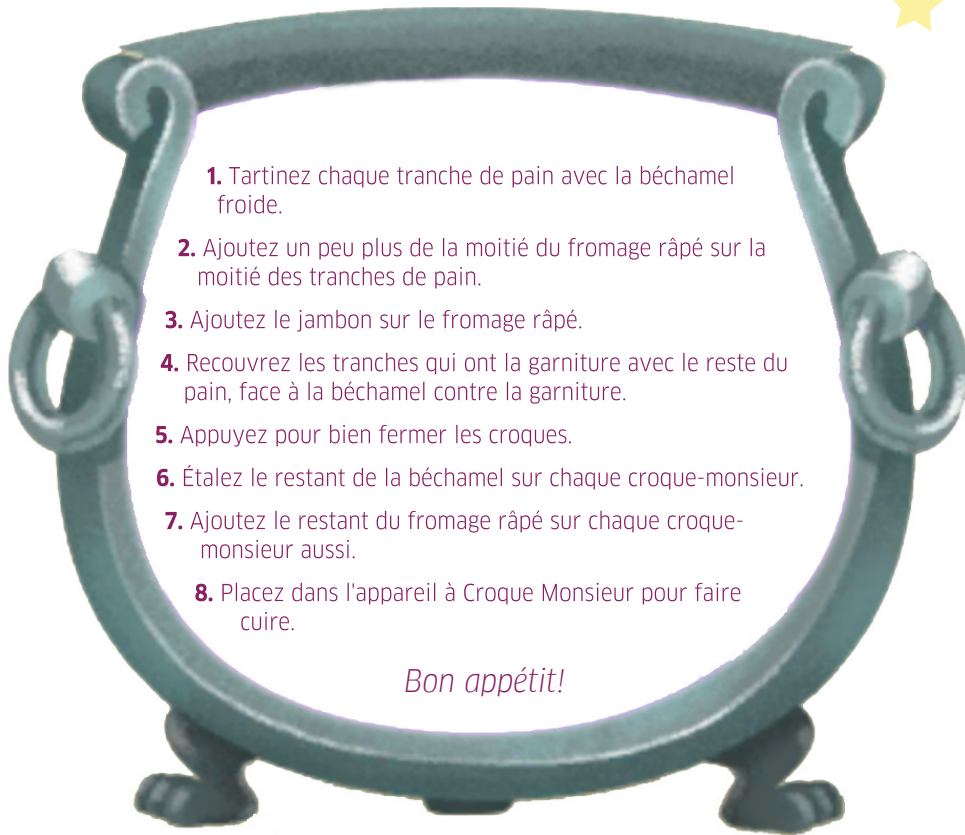 1. Tartinez chaque tranche de pain avec la béchamel
froide.
2. Ajoutez un peu plus de la moitié du fromage râpé sur la
moitié des tranches de pain.
3. Ajoutez le jambon sur le fromage râpé.
4. Recouvrez les tranches qui ont la garniture avec le reste du
pain, face à la béchamel contre la garniture.
5. Appuyez pour bien fermer les croques.
6. Étalez le restant de la béchamel sur chaque croque-monsieur.
7. Ajoutez le restant du fromage râpé sur chaque croque-
monsieur aussi.
8. Placez dans l'appareil à Croque Monsieur pour faire
cuire.
Bon appétit!